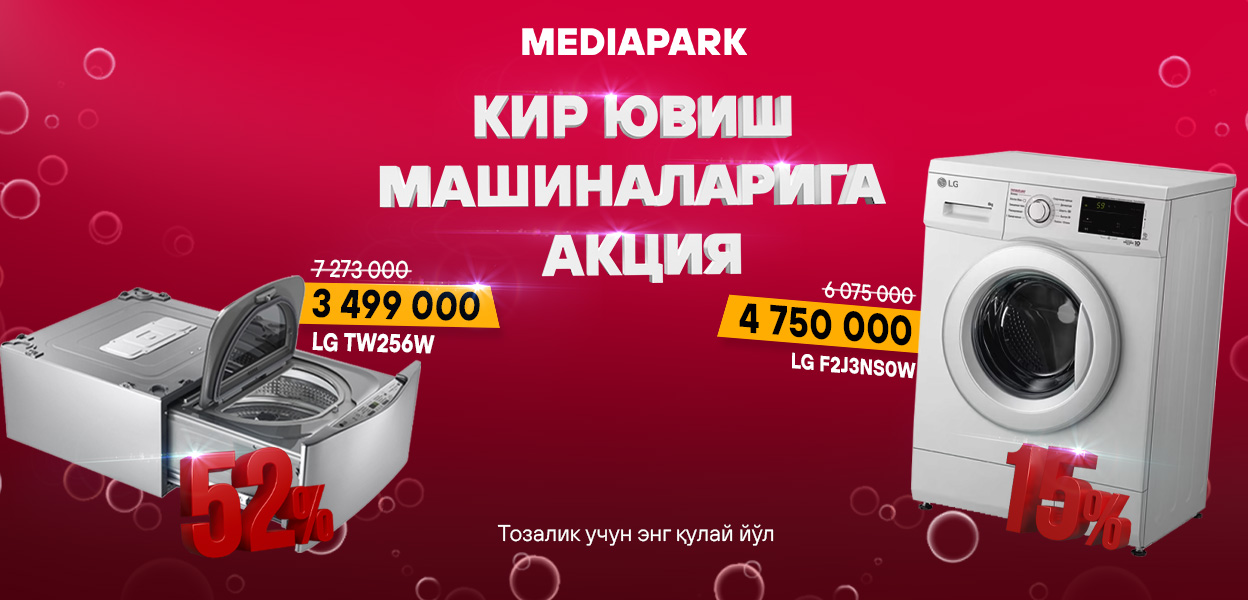 MEDIAPARK
КИР ЮВИШ
МАШИНАЛАРИГА
АКЦИЯ
7 273 000
3 499 000
LG TW256W
6 075 000
4 750 000
LG F2J3NS0W
LG
52%
15%
Тозалик учун энг қулай йўл